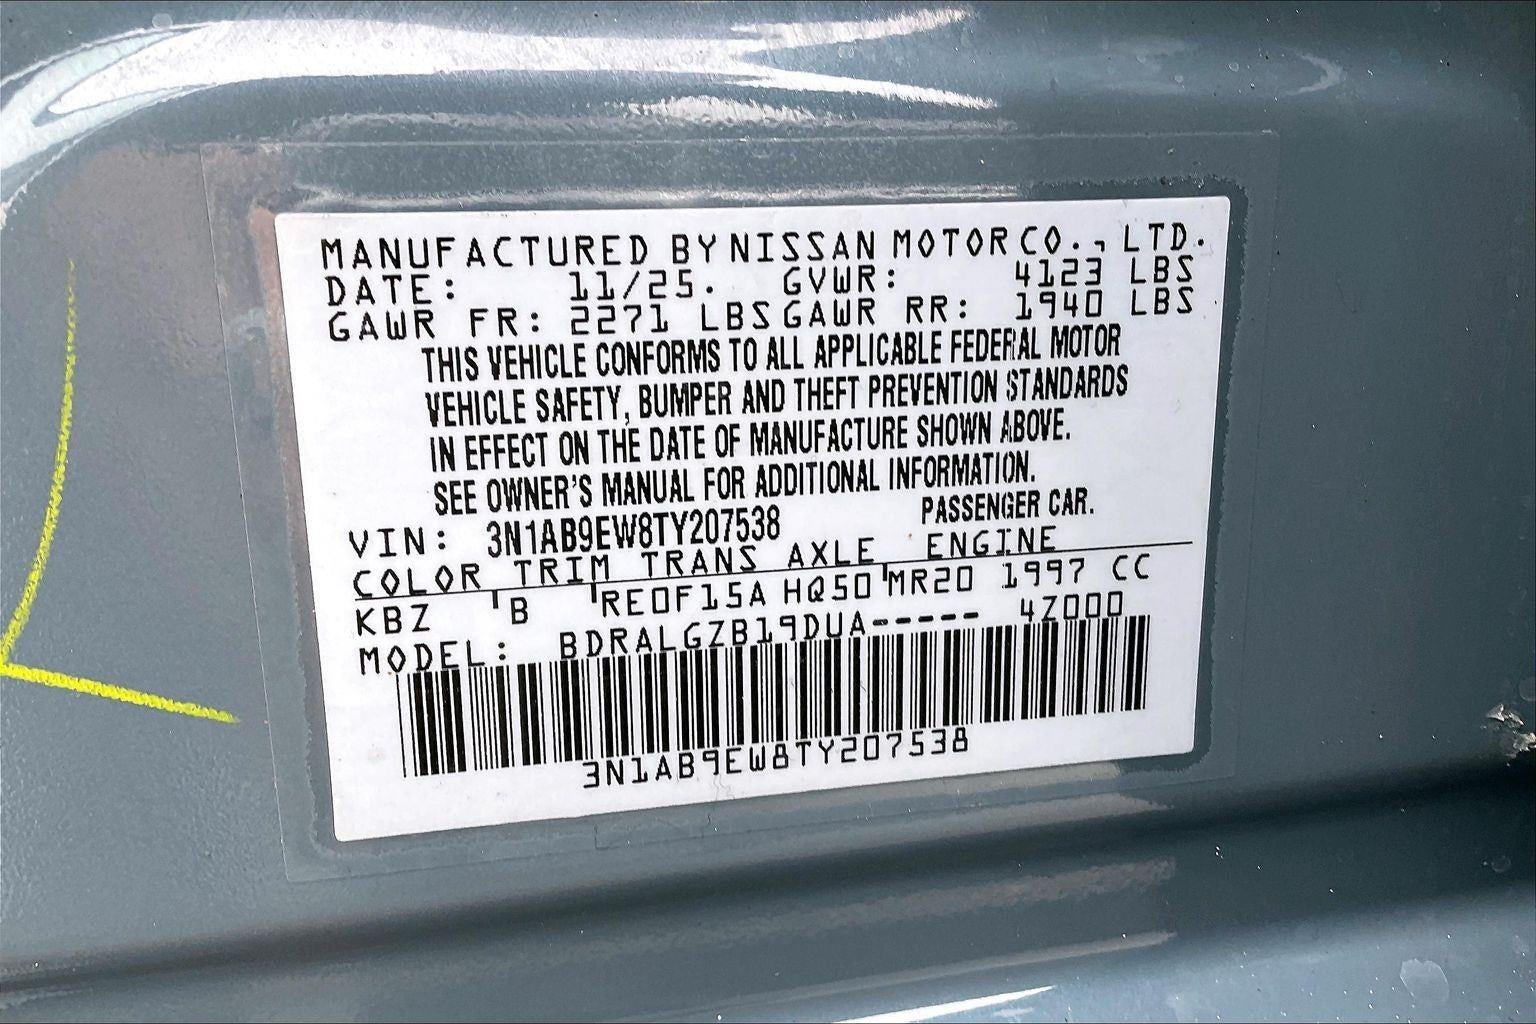 MANUFACTURED BY NISSAN MOTOR CO., LTD.
DATE: 11/25. GVWR: 4123 LBS
GAWR FR: 2271 LBS GAWR RR: 1940 LBS
THIS VEHICLE CONFORMS TO ALL APPLICABLE FEDERAL MOTOR
VEHICLE SAFETY, BUMPER AND THEFT PREVENTION STANDARDS
IN EFFECT ON THE DATE OF MANUFACTURE SHOWN ABOVE.
SEE OWNER'S MANUAL FOR ADDITIONAL INFORMATION.
VIN: 3N1AB9EW8TY207538 PASSENGER CAR.
COLOR TRIM TRANS AXLE ENGINE
KBZ 'B 'RE0F15A HQ50 'MR20 1997 CC
MODEL: BDRALGZB19DUA----- 4Z000
3N1AB9EW8TY207538